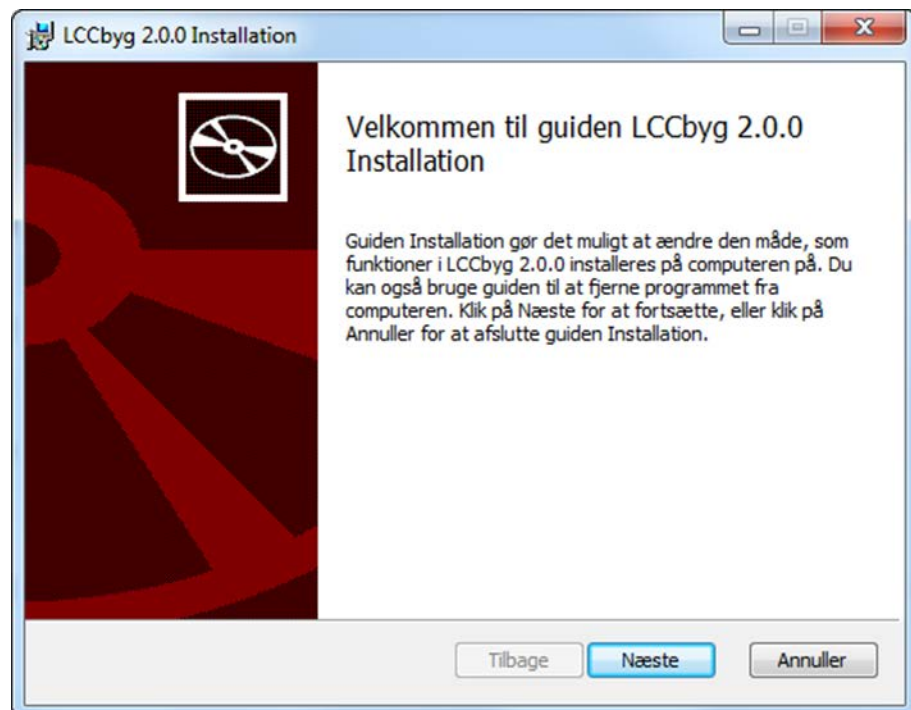 LCCbyg 2.0.0 Installation
Velkommen til guiden LCCbyg 2.0.0
Installation
Guiden Installation gør det muligt at ændre den måde, som
funktioner i LCCbyg 2.0.0 installeres på computeren på. Du
kan også bruge guiden til at fjerne programmet fra
computeren. Klik på Næste for at fortsætte, eller klik på
Annuller for at afslutte guiden Installation.
Tilbage
Næste
Annuller